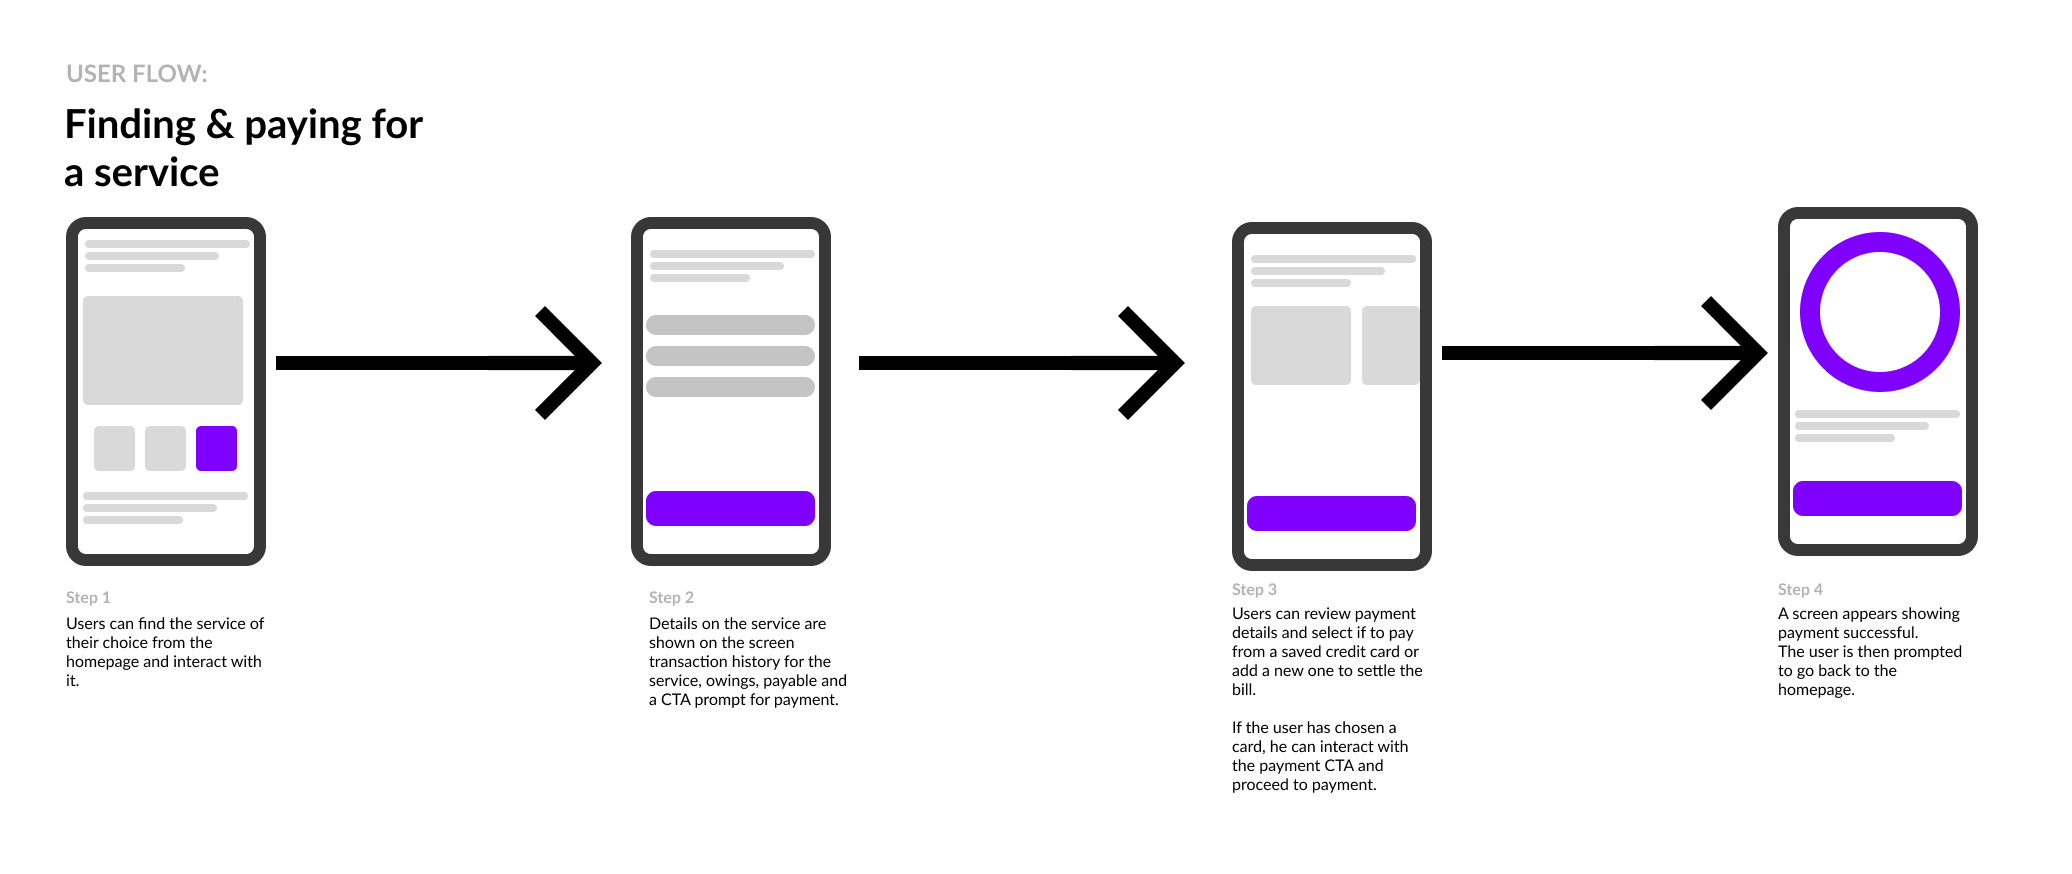 USER FLOW:
Finding & paying for
a service
Step 1
Users can find the service of
their choice from the
homepage and interact with
it.
Step 2
Details on the service are
shown on the screen
transaction history for the
service, owings, payable and
a CTA prompt for payment.
Step 3
Users can review payment
details and select if to pay
from a saved credit card or
add a new one to settle the
bill.
If the user has chosen a
card, he can interact with
the payment CTA and
proceed to payment.
Step 4
A screen appears showing
payment successful.
The user is then prompted
to go back to the
homepage.